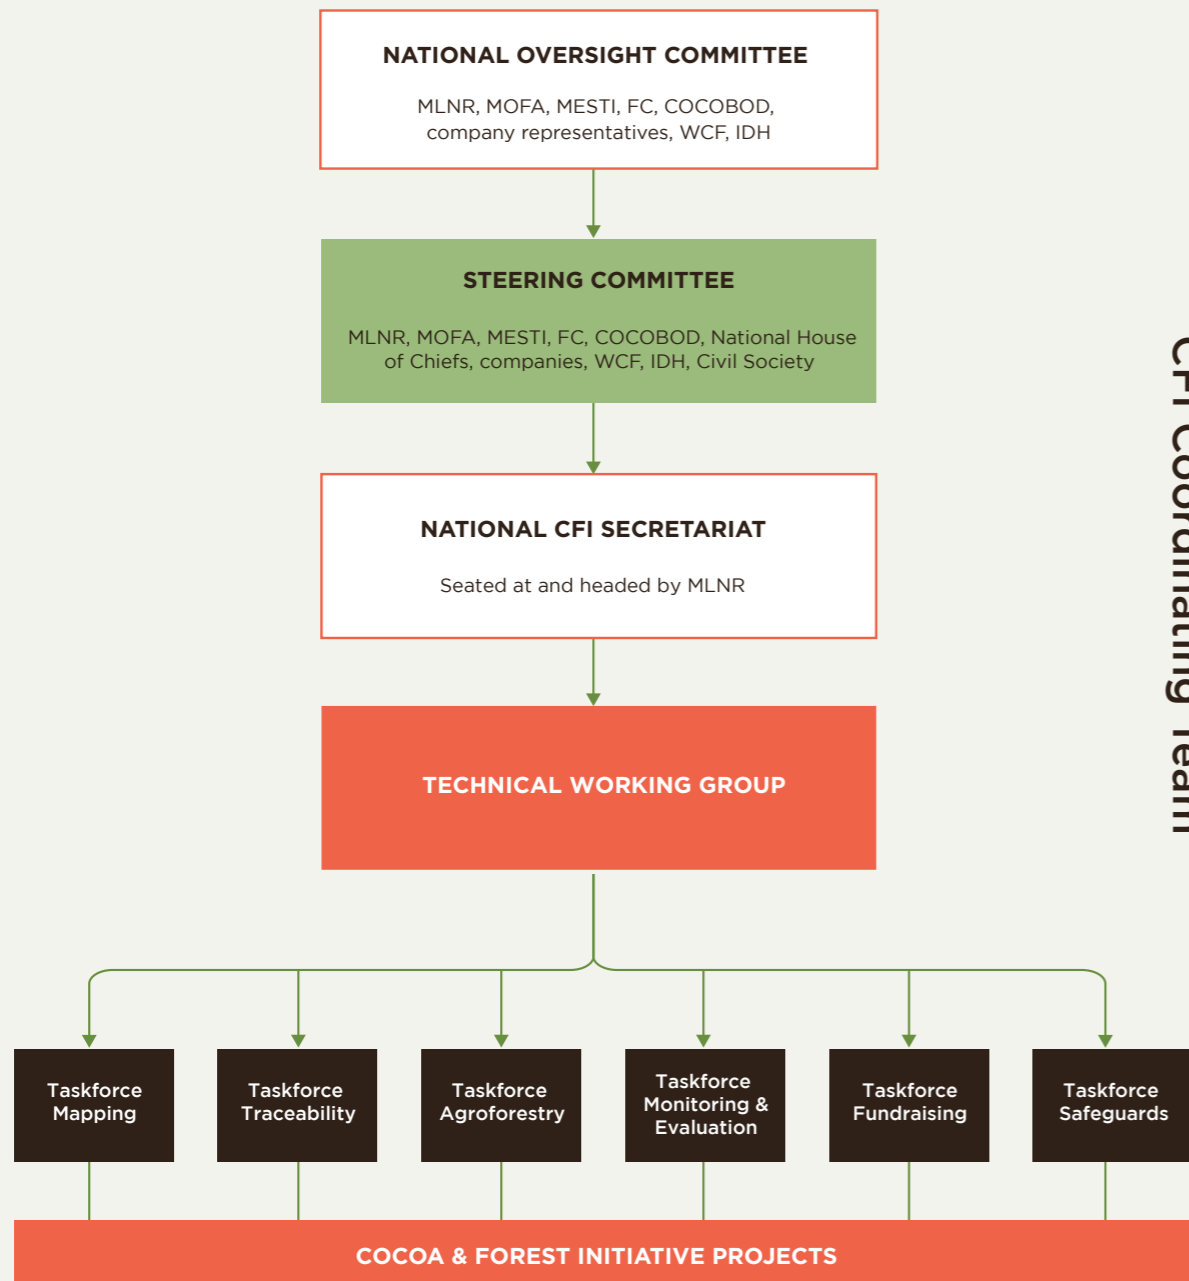 NATIONAL OVERSIGHT COMMITTEE
MLNR, MOFA, MESTI, FC, COCOBOD,
company representatives, WCF, IDH
STEERING COMMITTEE
MLNR, MOFA, MESTI, FC, COCOBOD, National House
of Chiefs, companies, WCF, IDH, Civil Society
NATIONAL CFI SECRETARIAT
Seated at and headed by MLNR
CFI Coordinating Team
TECHNICAL WORKING GROUP
Taskforce
Mapping
Taskforce
Traceability
Taskforce
Agroforestry
Taskforce
Monitoring &
Evaluation
Taskforce
Fundraising
Taskforce
Safeguards
COCOA & FOREST INITIATIVE PROJECTS